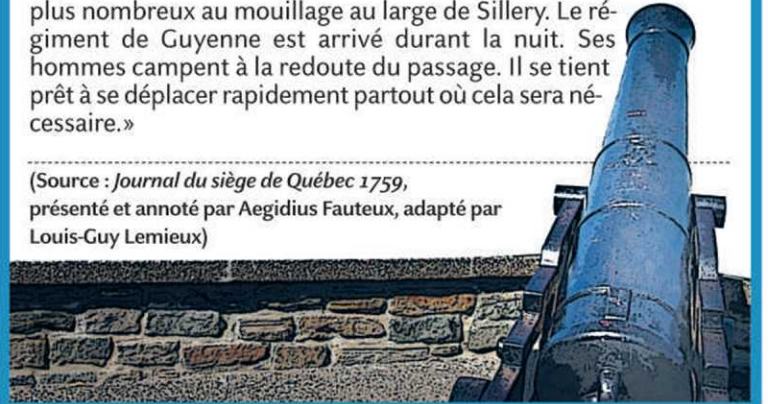 plus nombreux au mouillage au large de Sillery. Le ré-
giment de Guyenne est arrivé durant la nuit. Ses
hommes campent à la redoute du passage. Il se tient
prêt à se déplacer rapidement partout où cela sera né-
cessaire.»
(Source : Journal du siège de Québec 1759,
présenté et annoté par Aegidius Fauteux, adapté par
Louis-Guy Lemieux)